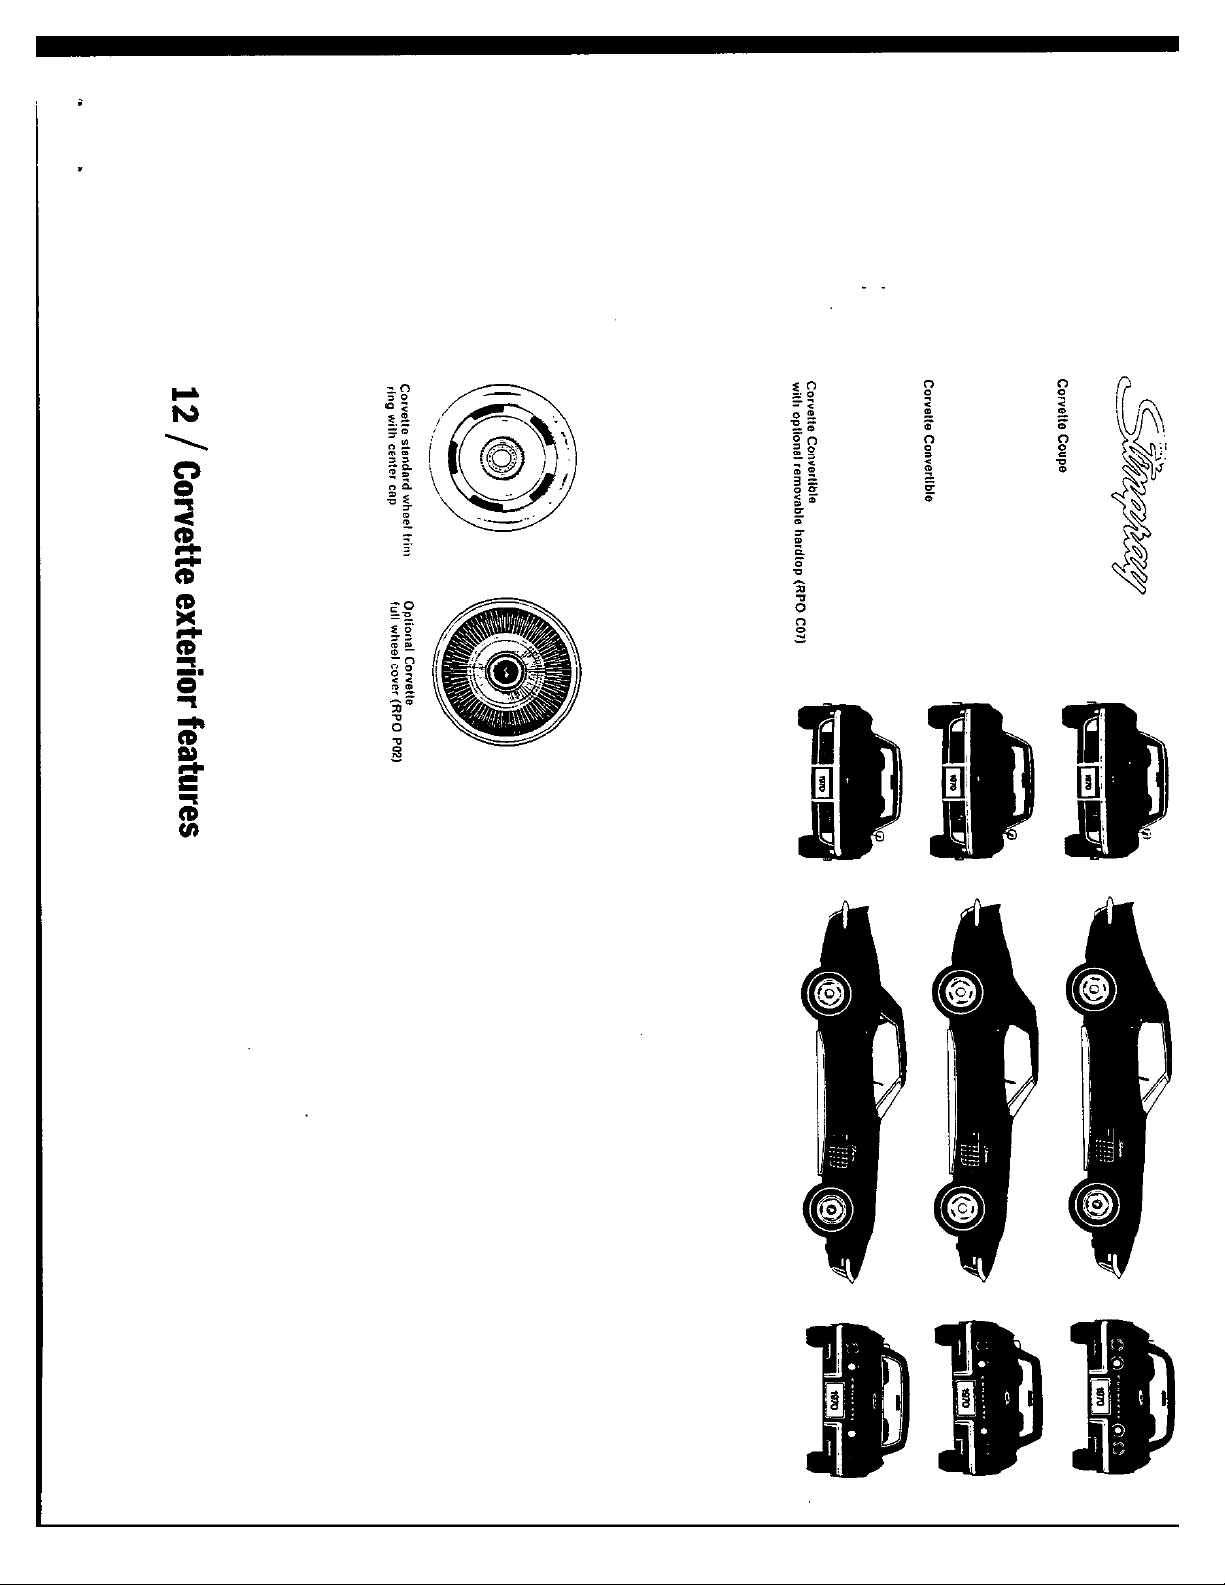 Stingray
Corvette Coupe
1970
1970
Corvette Convertible
1970
1970
Corvette Convertible
with optional removable hardtop (RPO C07)
1970
1970
Corvette standard wheel trim
ring with center cap
Optional Corvette
full wheel cover (RPO P02)
12 / Corvette exterior features